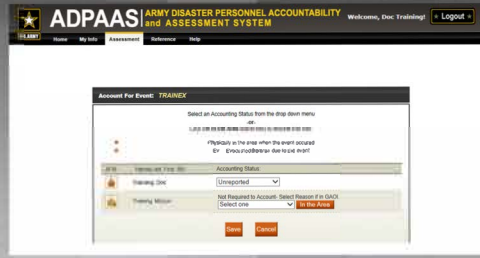 ADPAAS ARMY DISASTER PERSONNEL ACCOUNTABILITY and ASSESSMENT SYSTEM
Welcome, Doc Training!
Logout
U.S. ARMY
Home My Info Assessment Reference Help
Account For Event: TRAINEX
Select an Accounting Status from the drop down menu
-or-
Physically in the area when the event occurred
Accounting Status
Training, One
Unreported
Not Required to Account- Select Reason if in GAOI
Select one
In the Area
Save Cancel